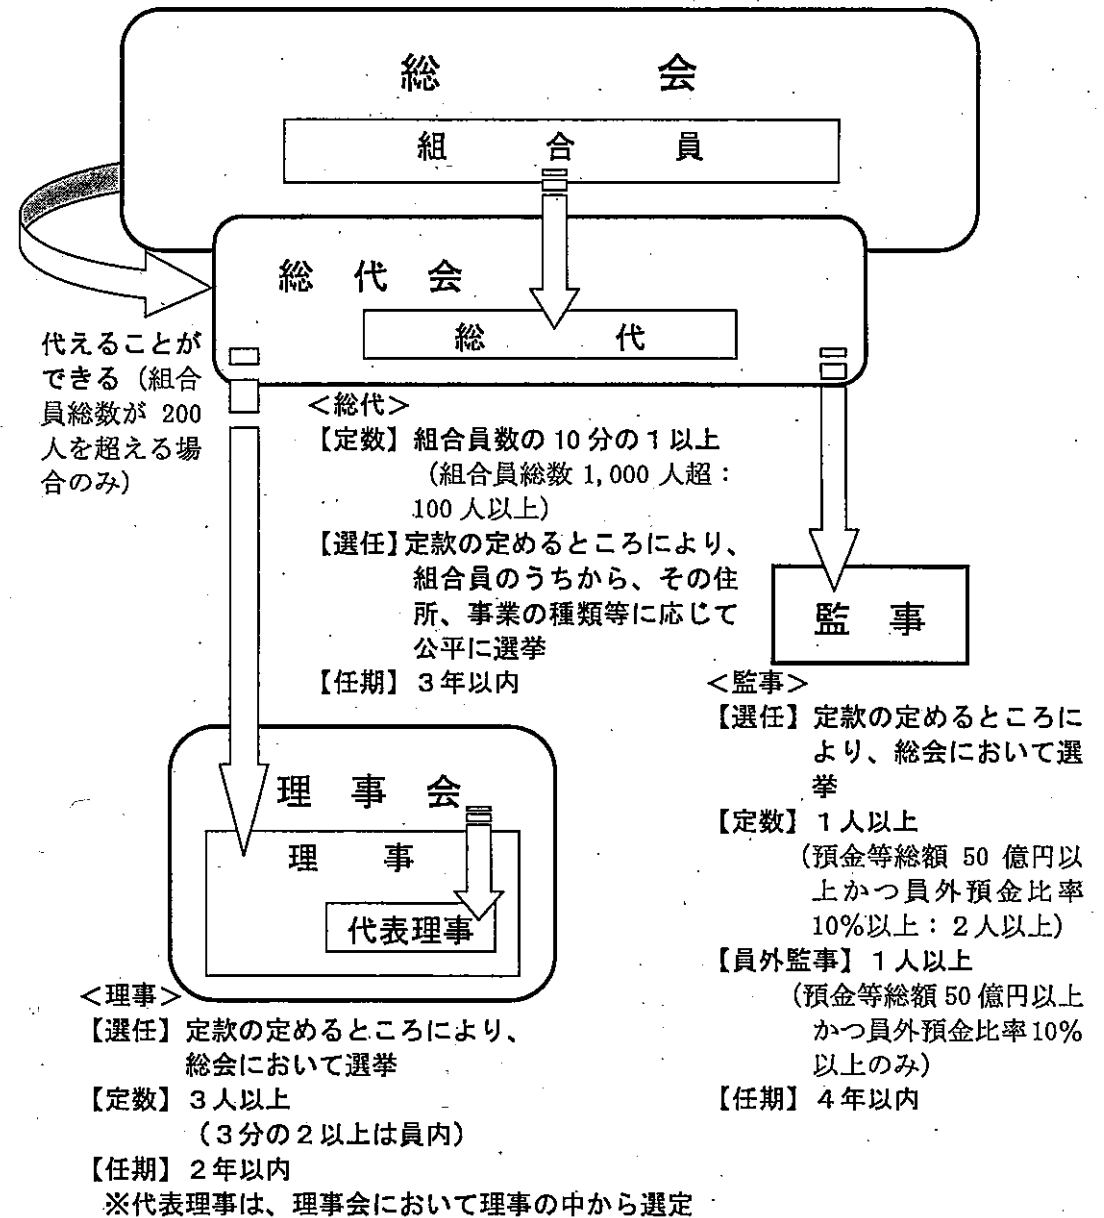 総会
組合員
総代会
総代
代えることが
できる（組合
員総数が 200
人を超える場
合のみ）
＜総代＞
【定数】組合員数の 10 分の１以上
（組合員総数 1,000 人超：
100 人以上）
【選任】定款の定めるところにより、
組合員のうちから、その住
所、事業の種類等に応じて
公平に選挙
【任期】３年以内
監事
＜監事＞
【選任】定款の定めるところに
より、総会において選
挙
【定数】１人以上
（預金等総額 50 億円以
上かつ員外預金比率
10％以上：２人以上）
【員外監事】１人以上
（預金等総額 50 億円以上
かつ員外預金比率 10％
以上のみ）
【任期】４年以内
理事会
理事
代表理事
＜理事＞
【選任】定款の定めるところにより、
総会において選挙
【定数】３人以上
（３分の２以上は員内）
【任期】２年以内
※代表理事は、理事会において理事の中から選定